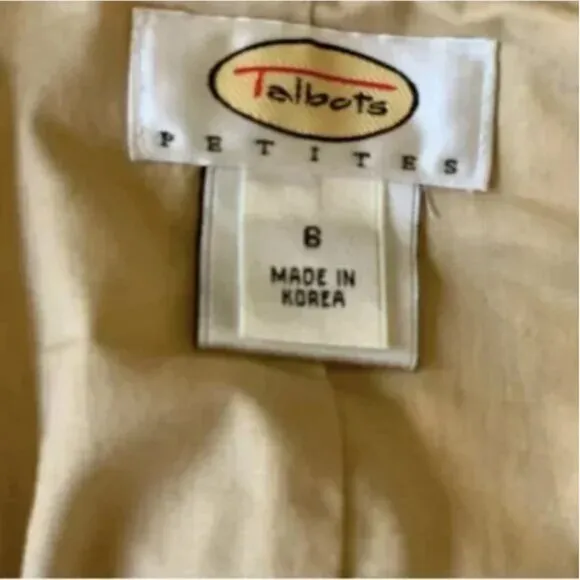 Talbots
PETITES
6
MADE IN
KOREA